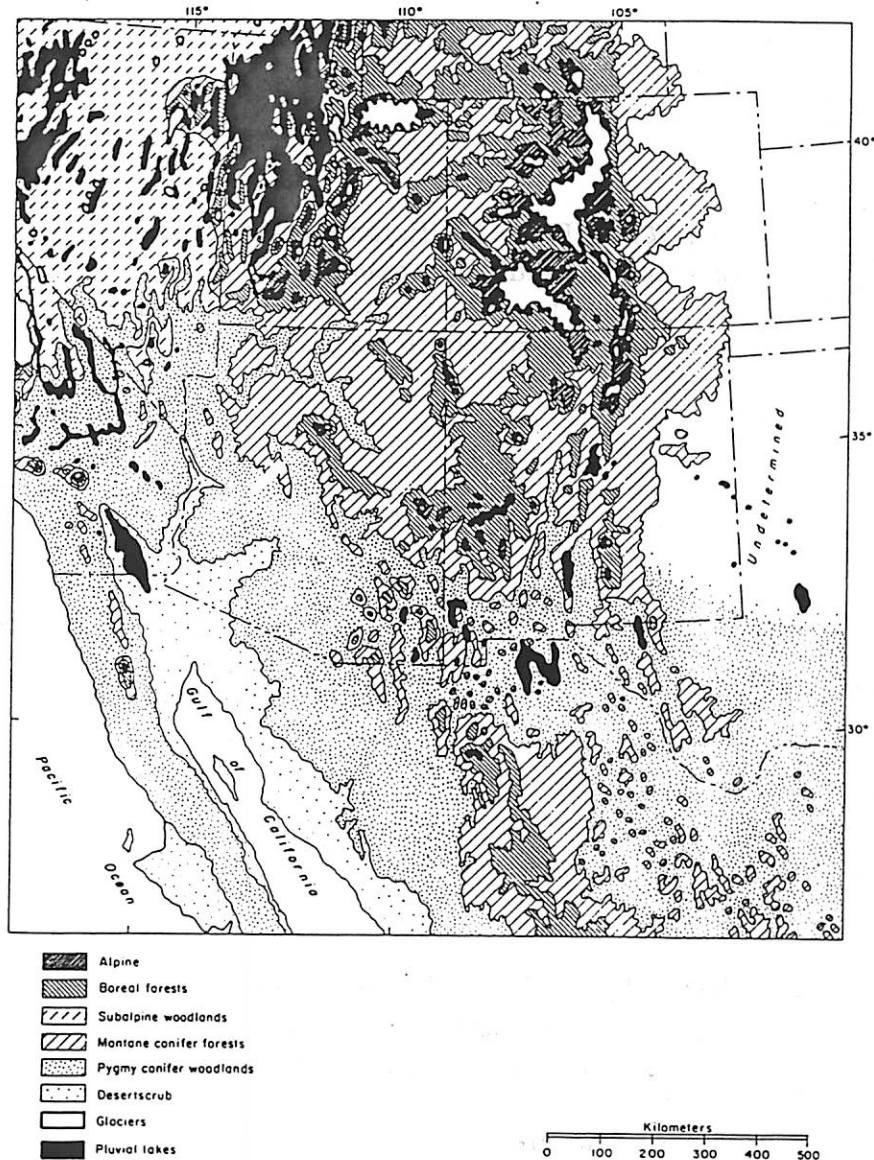 115° 110° 105°
40°
35°
Undetermined
30°
Gulf
of
California
Pacific
Ocean
Alpine
Boreal forests
Subalpine woodlands
Montane conifer forests
Pygmy conifer woodlands
Desertscrub
Glaciers
Pluvial lakes
Kilometers
0 100 200 300 400 500